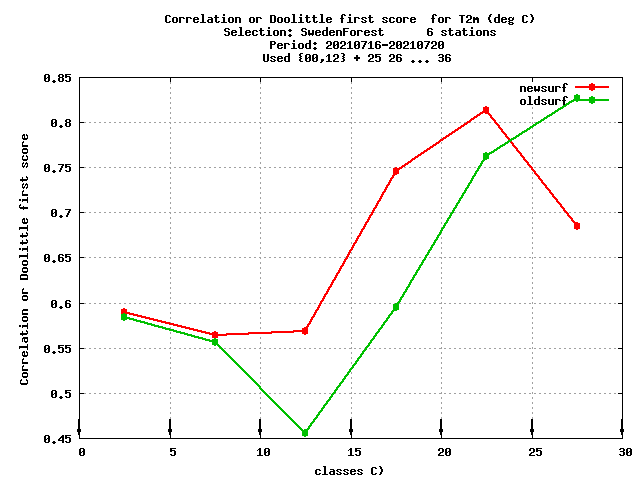 Correlation or Doolittle first score  for T2m (deg C)
Selection: SwedenForest      6 stations
Period: 20210716-20210720
Used {00,12} + 25 26 ... 36
newsurf
oldsurf
Correlation or Doolittle first score
0.85
0.8
0.75
0.7
0.65
0.6
0.55
0.5
0.45
0 5 10 15 20 25 30
classes C)